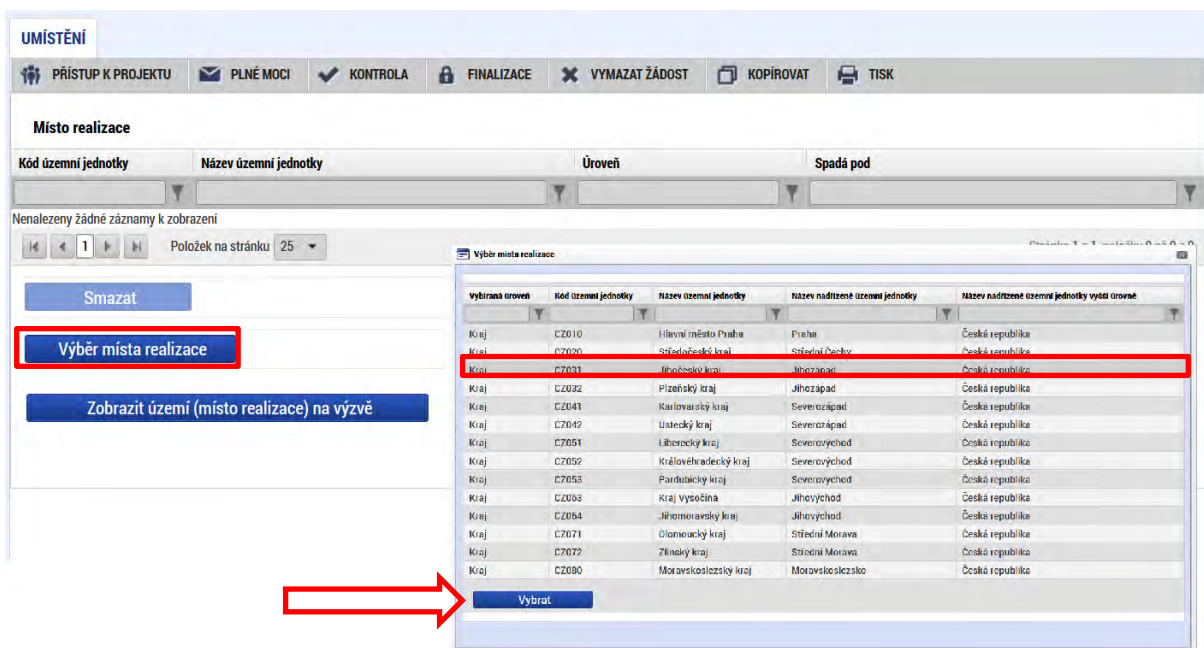 UMÍSTĚNÍ
PŘÍSTUP K PROJEKTU PLNÉ MOCI KONTROLA FINALIZACE VYMAZAT ŽÁDOST KOPÍROVAT TISK
Místo realizace
Kód územní jednotky Název územní jednotky Úroveň Spadá pod
Nenalezeny žádné záznamy k zobrazení
1 Položek na stránku 25
Smazat
Výběr místa realizace
Zobrazit území (místo realizace) na výzvě
Výběr místa realizace
Vybíraná úroveň Kód územní jednotky Název územní jednotky Název nadřízené územní jednotky Název nadřízené územní jednotky vyšší úrovně
Kraj CZ010 Hlavní město Praha Praha Česká republika
Kraj CZ020 Středočeský kraj Střední Čechy Česká republika
Kraj CZ031 Jihočeský kraj Jihozápad Česká republika
Kraj CZ032 Plzeňský kraj Jihozápad Česká republika
Kraj CZ041 Karlovarský kraj Severozápad Česká republika
Kraj CZ042 Ústecký kraj Severozápad Česká republika
Kraj CZ051 Liberecký kraj Severovýchod Česká republika
Kraj CZ052 Královéhradecký kraj Severovýchod Česká republika
Kraj CZ053 Pardubický kraj Severovýchod Česká republika
Kraj CZ063 Kraj Vysočina Jihovýchod Česká republika
Kraj CZ064 Jihomoravský kraj Jihovýchod Česká republika
Kraj CZ071 Olomoucký kraj Střední Morava Česká republika
Kraj CZ072 Zlínský kraj Střední Morava Česká republika
Kraj CZ080 Moravskoslezský kraj Moravskoslezsko Česká republika
Vybrat